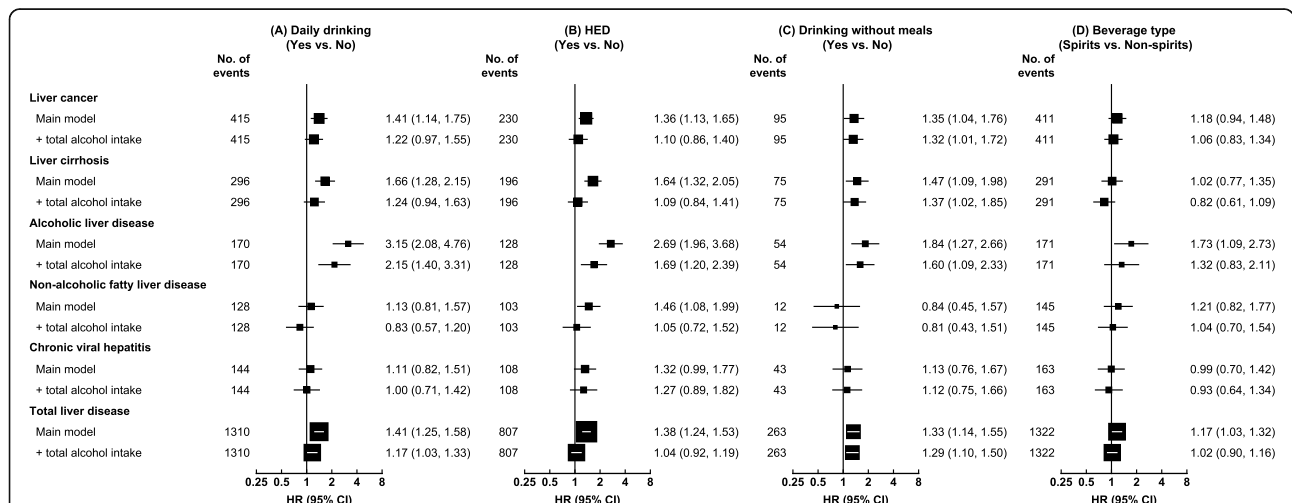 (A) Daily drinking (B) HED (C) Drinking without meals (D) Beverage type
(Yes vs. No) (Yes vs. No) (Yes vs. No) (Spirits vs. Non-spirits)
No. of No. of No. of No. of
events events events events
Liver cancer
Main model 415 1.41 (1.14, 1.75) 230 1.36 (1.13, 1.65) 95 1.35 (1.04, 1.76) 411 1.18 (0.94, 1.48)
+ total alcohol intake 415 1.22 (0.97, 1.55) 230 1.10 (0.86, 1.40) 95 1.32 (1.01, 1.72) 411 1.06 (0.83, 1.34)
Liver cirrhosis
Main model 296 1.66 (1.28, 2.15) 196 1.64 (1.32, 2.05) 75 1.47 (1.09, 1.98) 291 1.02 (0.77, 1.35)
+ total alcohol intake 296 1.24 (0.94, 1.63) 196 1.09 (0.84, 1.41) 75 1.37 (1.02, 1.85) 291 0.82 (0.61, 1.09)
Alcoholic liver disease
Main model 170 3.15 (2.08, 4.76) 128 2.69 (1.96, 3.68) 54 1.84 (1.27, 2.66) 171 1.73 (1.09, 2.73)
+ total alcohol intake 170 2.15 (1.40, 3.31) 128 1.69 (1.20, 2.39) 54 1.60 (1.09, 2.33) 171 1.32 (0.83, 2.11)
Non-alcoholic fatty liver disease
Main model 128 1.13 (0.81, 1.57) 103 1.46 (1.08, 1.99) 12 0.84 (0.45, 1.57) 145 1.21 (0.82, 1.77)
+ total alcohol intake 128 0.83 (0.57, 1.20) 103 1.05 (0.72, 1.52) 12 0.81 (0.43, 1.51) 145 1.04 (0.70, 1.54)
Chronic viral hepatitis
Main model 144 1.11 (0.82, 1.51) 108 1.32 (0.99, 1.77) 43 1.13 (0.76, 1.67) 163 0.99 (0.70, 1.42)
+ total alcohol intake 144 1.00 (0.71, 1.42) 108 1.27 (0.89, 1.82) 43 1.12 (0.75, 1.66) 163 0.93 (0.64, 1.34)
Total liver disease
Main model 1310 1.41 (1.25, 1.58) 807 1.38 (1.24, 1.53) 263 1.33 (1.14, 1.55) 1322 1.17 (1.03, 1.32)
+ total alcohol intake 1310 1.17 (1.03, 1.33) 807 1.04 (0.92, 1.19) 263 1.29 (1.10, 1.50) 1322 1.02 (0.90, 1.16)
0.25 0.5 1 2 4 8 0.25 0.5 1 2 4 8 0.25 0.5 1 2 4 8 0.25 0.5 1 2 4 8
HR (95% CI) HR (95% CI) HR (95% CI) HR (95% CI)